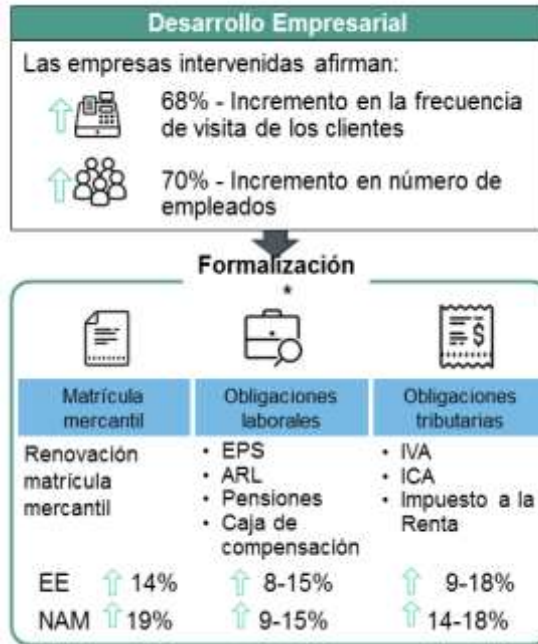 Desarrollo Empresarial
Las empresas intervenidas afirman:
68% - Incremento en la frecuencia
de visita de los clientes
70% - Incremento en número de
empleados
Formalización
*
Matrícula
mercantil
Renovación
matrícula
mercantil
Obligaciones
laborales
• EPS
• ARL
• Pensiones
• Caja de
compensación
Obligaciones
tributarias
• IVA
• ICA
• Impuesto a la
Renta
EE 14% 8-15% 9-18%
NAM 19% 9-15% 14-18%